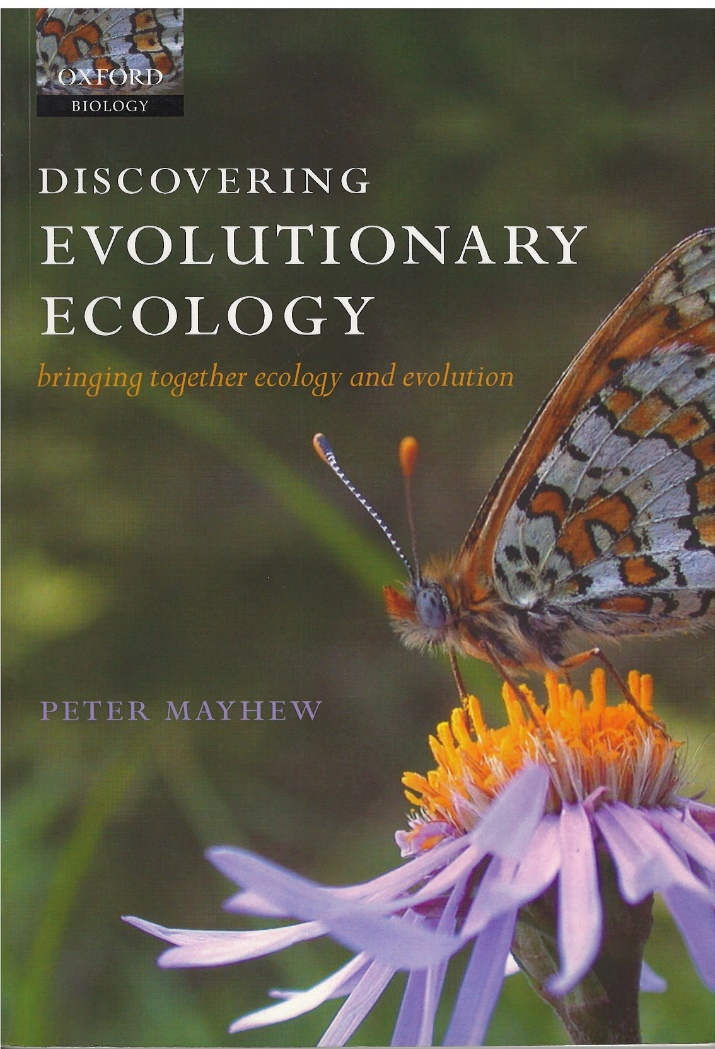 OXFORD
BIOLOGY
DISCOVERING
EVOLUTIONARY
ECOLOGY
bringing together ecology and evolution
PETER MAYHEW